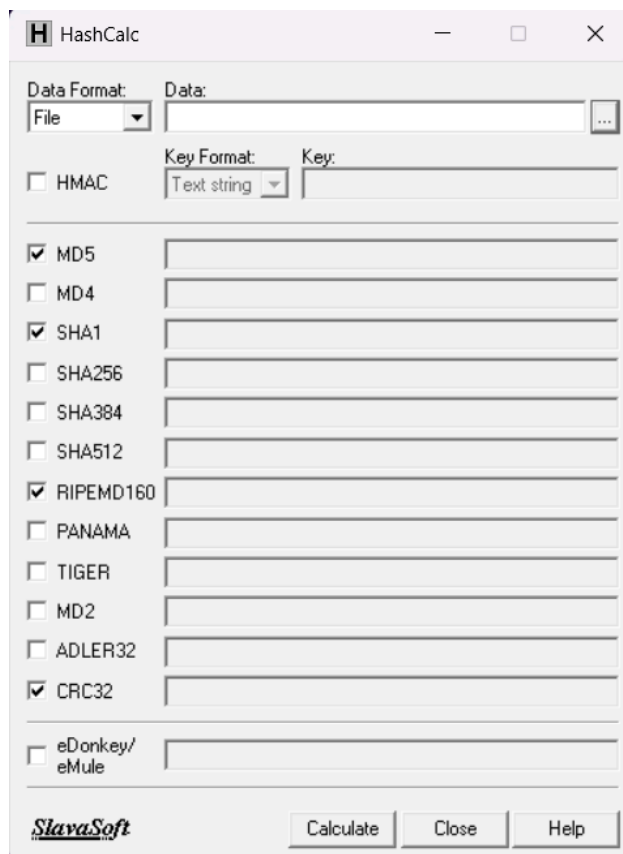 H HashCalc
Data Format: Data:
File ...
Key Format: Key:
HMAC Text string
MD5
MD4
SHA1
SHA256
SHA384
SHA512
RIPEMD160
PANAMA
TIGER
MD2
ADLER32
CRC32
eDonkey/
eMule
SlavaSoft Calculate Close Help